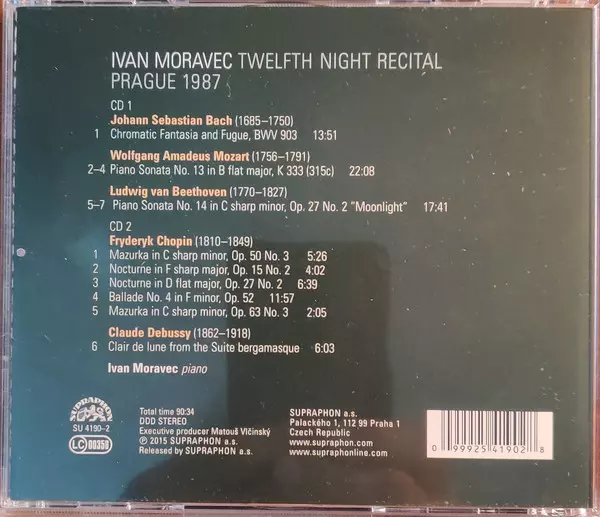 IVAN MORAVEC TWELFTH NIGHT RECITAL
PRAGUE 1987
CD 1
Johann Sebastian Bach (1685–1750)
1 Chromatic Fantasia and Fugue, BWV 903 13:51
Wolfgang Amadeus Mozart (1756–1791)
2–4 Piano Sonata No. 13 in B flat major, K 333 (315c) 22:08
Ludwig van Beethoven (1770–1827)
5–7 Piano Sonata No. 14 in C sharp minor, Op. 27 No. 2 "Moonlight" 17:41
CD 2
Fryderyk Chopin (1810–1849)
1 Mazurka in C sharp minor, Op. 50 No. 3 5:26
2 Nocturne in F sharp major, Op. 15 No. 2 4:02
3 Nocturne in D flat major, Op. 27 No. 2 6:39
4 Ballade No. 4 in F minor, Op. 52 11:57
5 Mazurka in C sharp minor, Op. 63 No. 3 2:05
Claude Debussy (1862–1918)
6 Clair de lune from the Suite bergamasque 6:03
Ivan Moravec piano
SUPRAPHON
SU 4190–2
LC 00358
Total time 90:34
DDD STEREO
Executive producer Matouš Vlčinský
℗ 2015 SUPRAPHON a.s.
Released by SUPRAPHON a.s.
SUPRAPHON a.s.
Palackého 1, 112 99 Praha 1
Czech Republic
www.supraphon.com
www.supraphonline.com
0 99925 41902 8